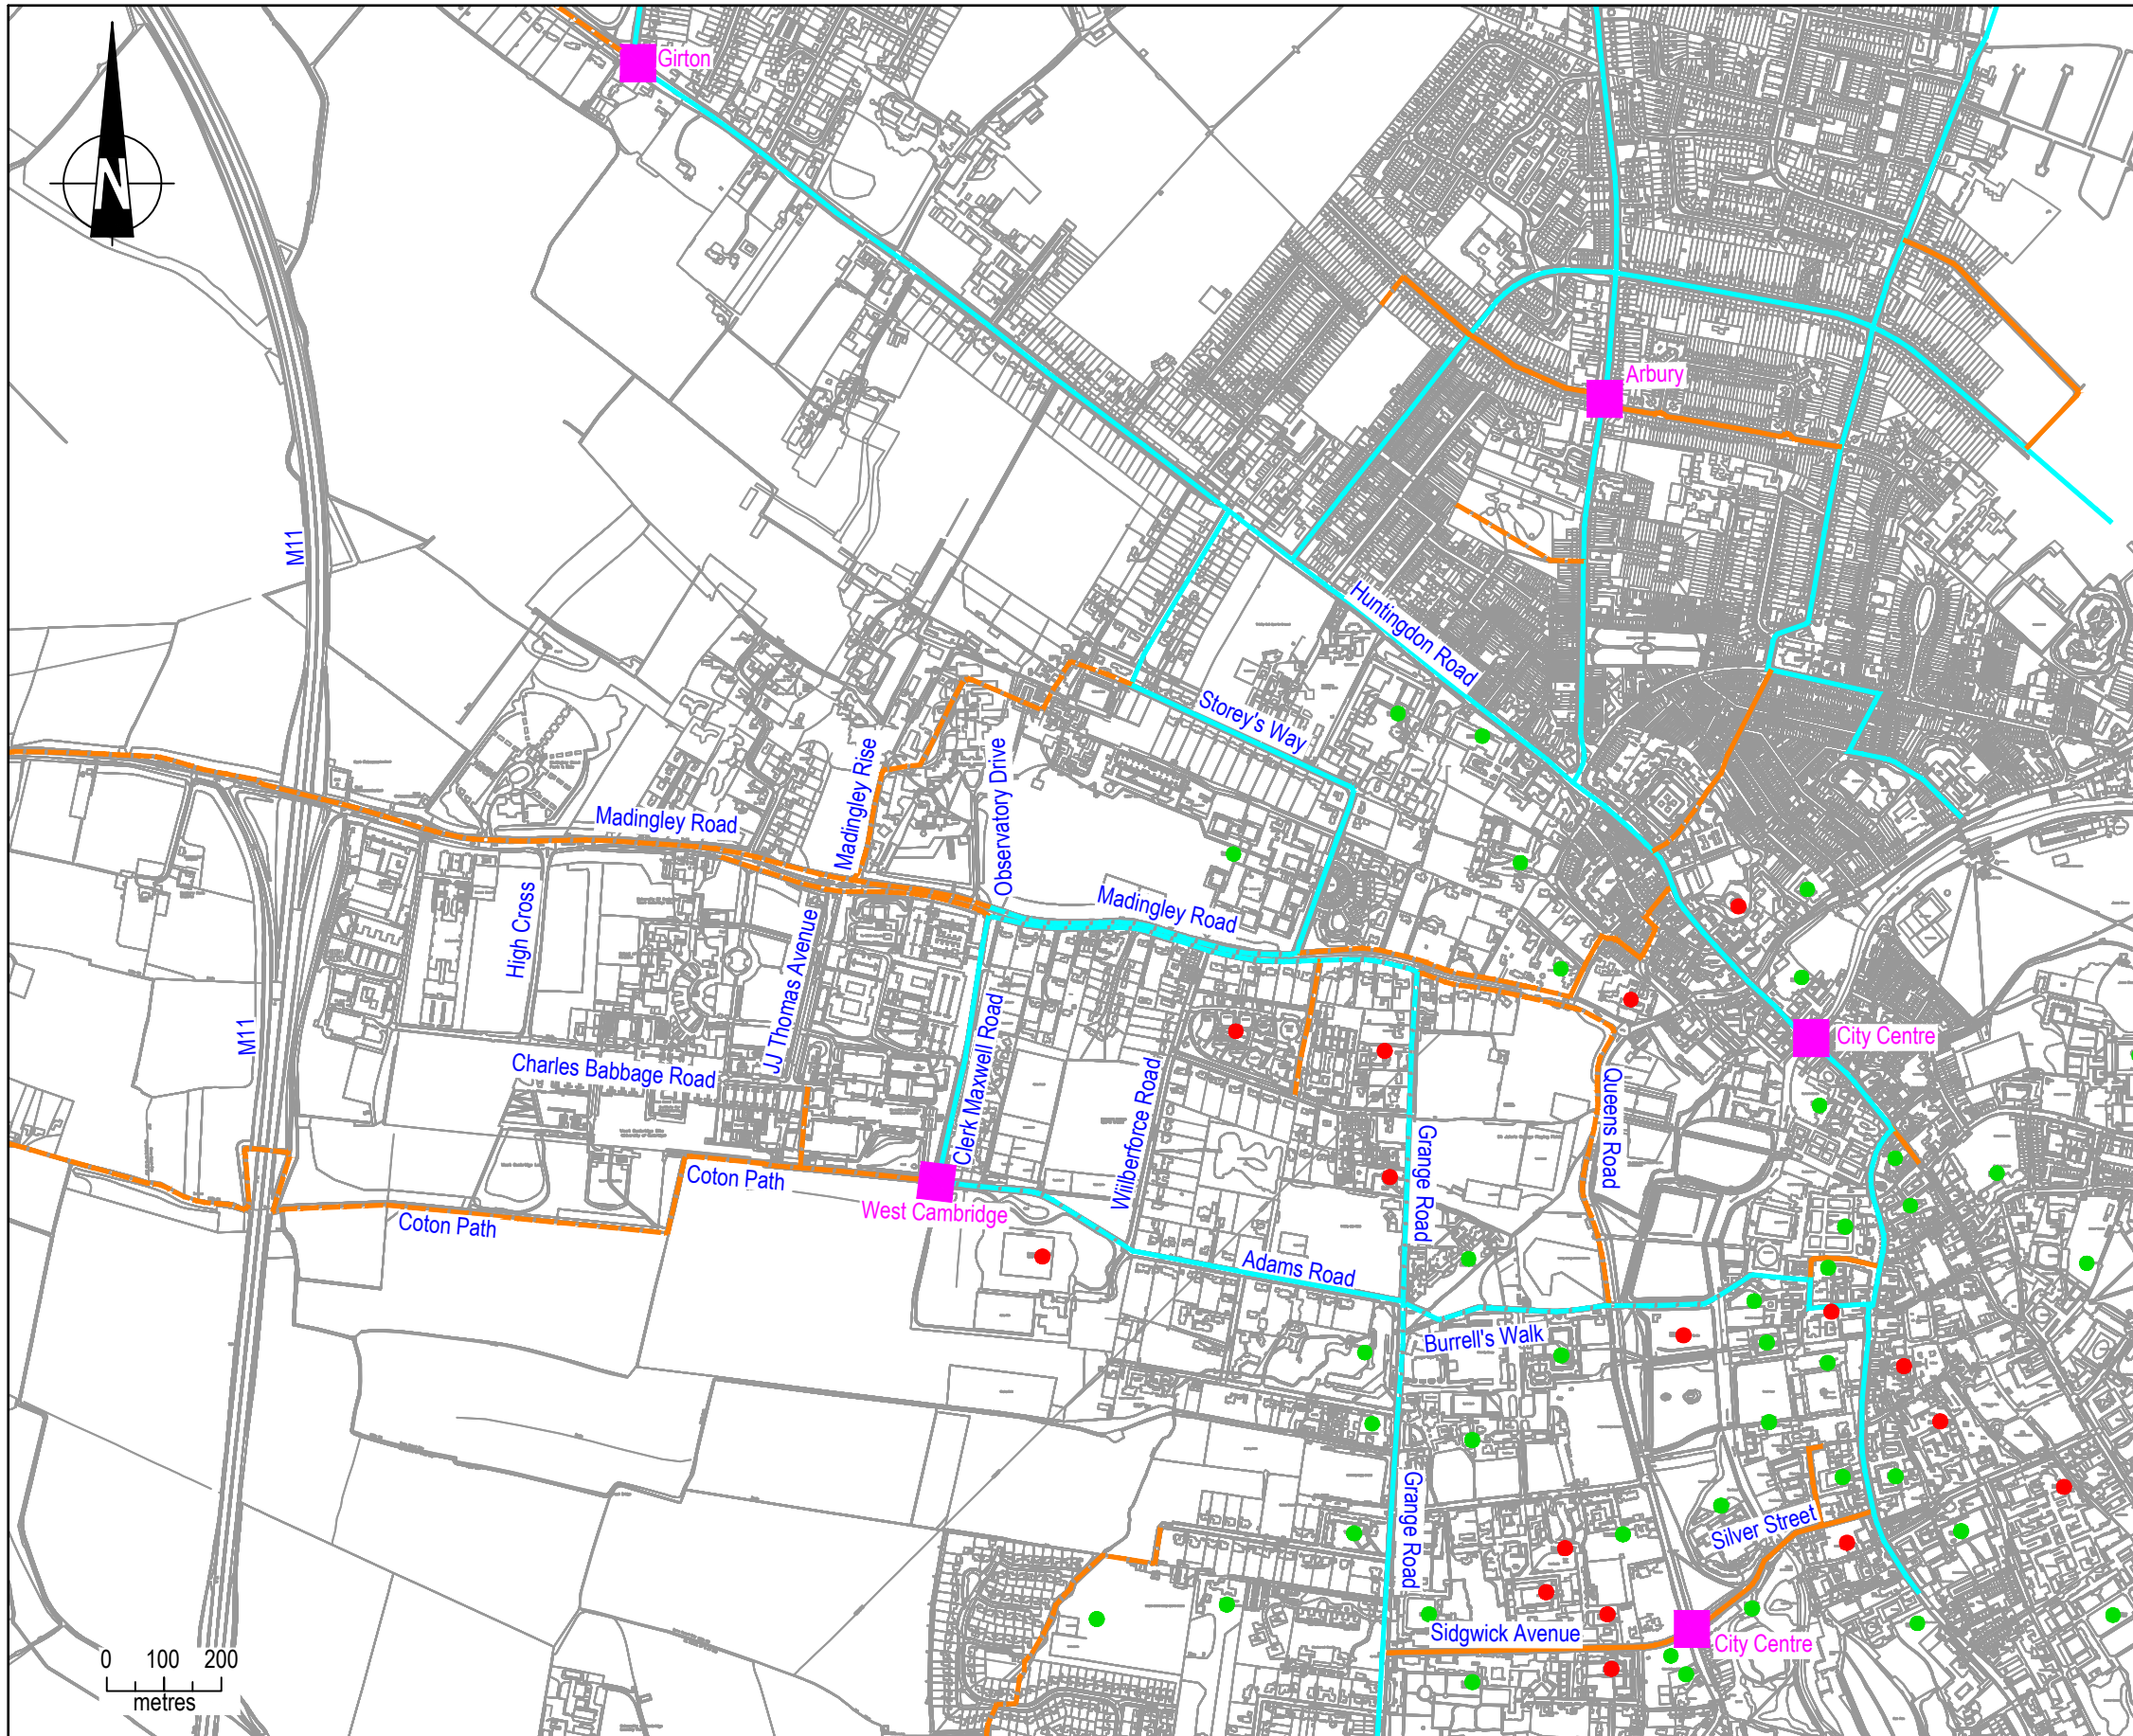 Girton
N
Arbury
M11
Huntingdon Road
Storey's Way
Madingley Rise
Observatory Drive
Madingley Road
Madingley Road
High Cross
JJ Thomas Avenue
M11
City Centre
Charles Babbage Road
Clerk Maxwell Road
Wilberforce Road
Queens Road
Grange Road
Coton Path
West Cambridge
Coton Path
Adams Road
Burrell's Walk
Grange Road
Silver Street
Sidgwick Avenue
City Centre
0 100 200
metres